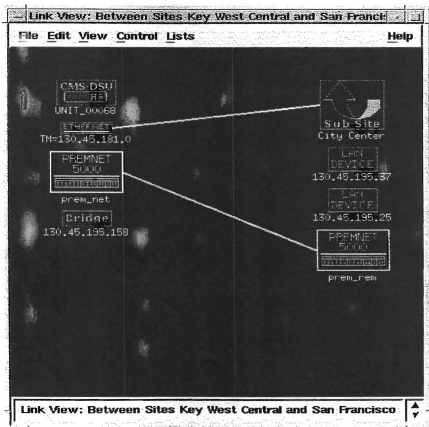 Link View: Between Sites Key West Central and San Franci
File Edit View Control Lists Help
CMS-DSU
UNIT_00068
ETHERNET
TM=130.45.181.0
PREMNET
5000
prem_net
Bridge
130.45.195.158
Sub Site
City Center
LAN
DEVICE
130.45.195.37
LAN
DEVICE
130.45.195.25
PREMNET
5000
prem_rem
Link View: Between Sites Key West Central and San Francisco